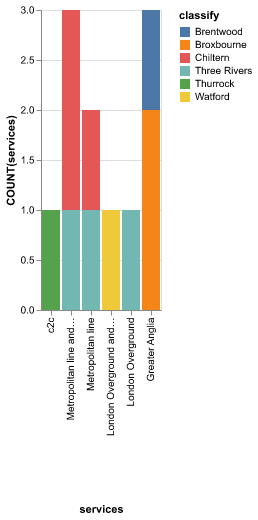 classify
Brentwood
Broxbourne
Chiltern
Three Rivers
Thurrock
Watford
COUNT(services)
3.0
2.5
2.0
1.5
1.0
0.5
0.0
c2c
Metropolitan line and…
Metropolitan line
London Overground and…
London Overground
Greater Anglia
services